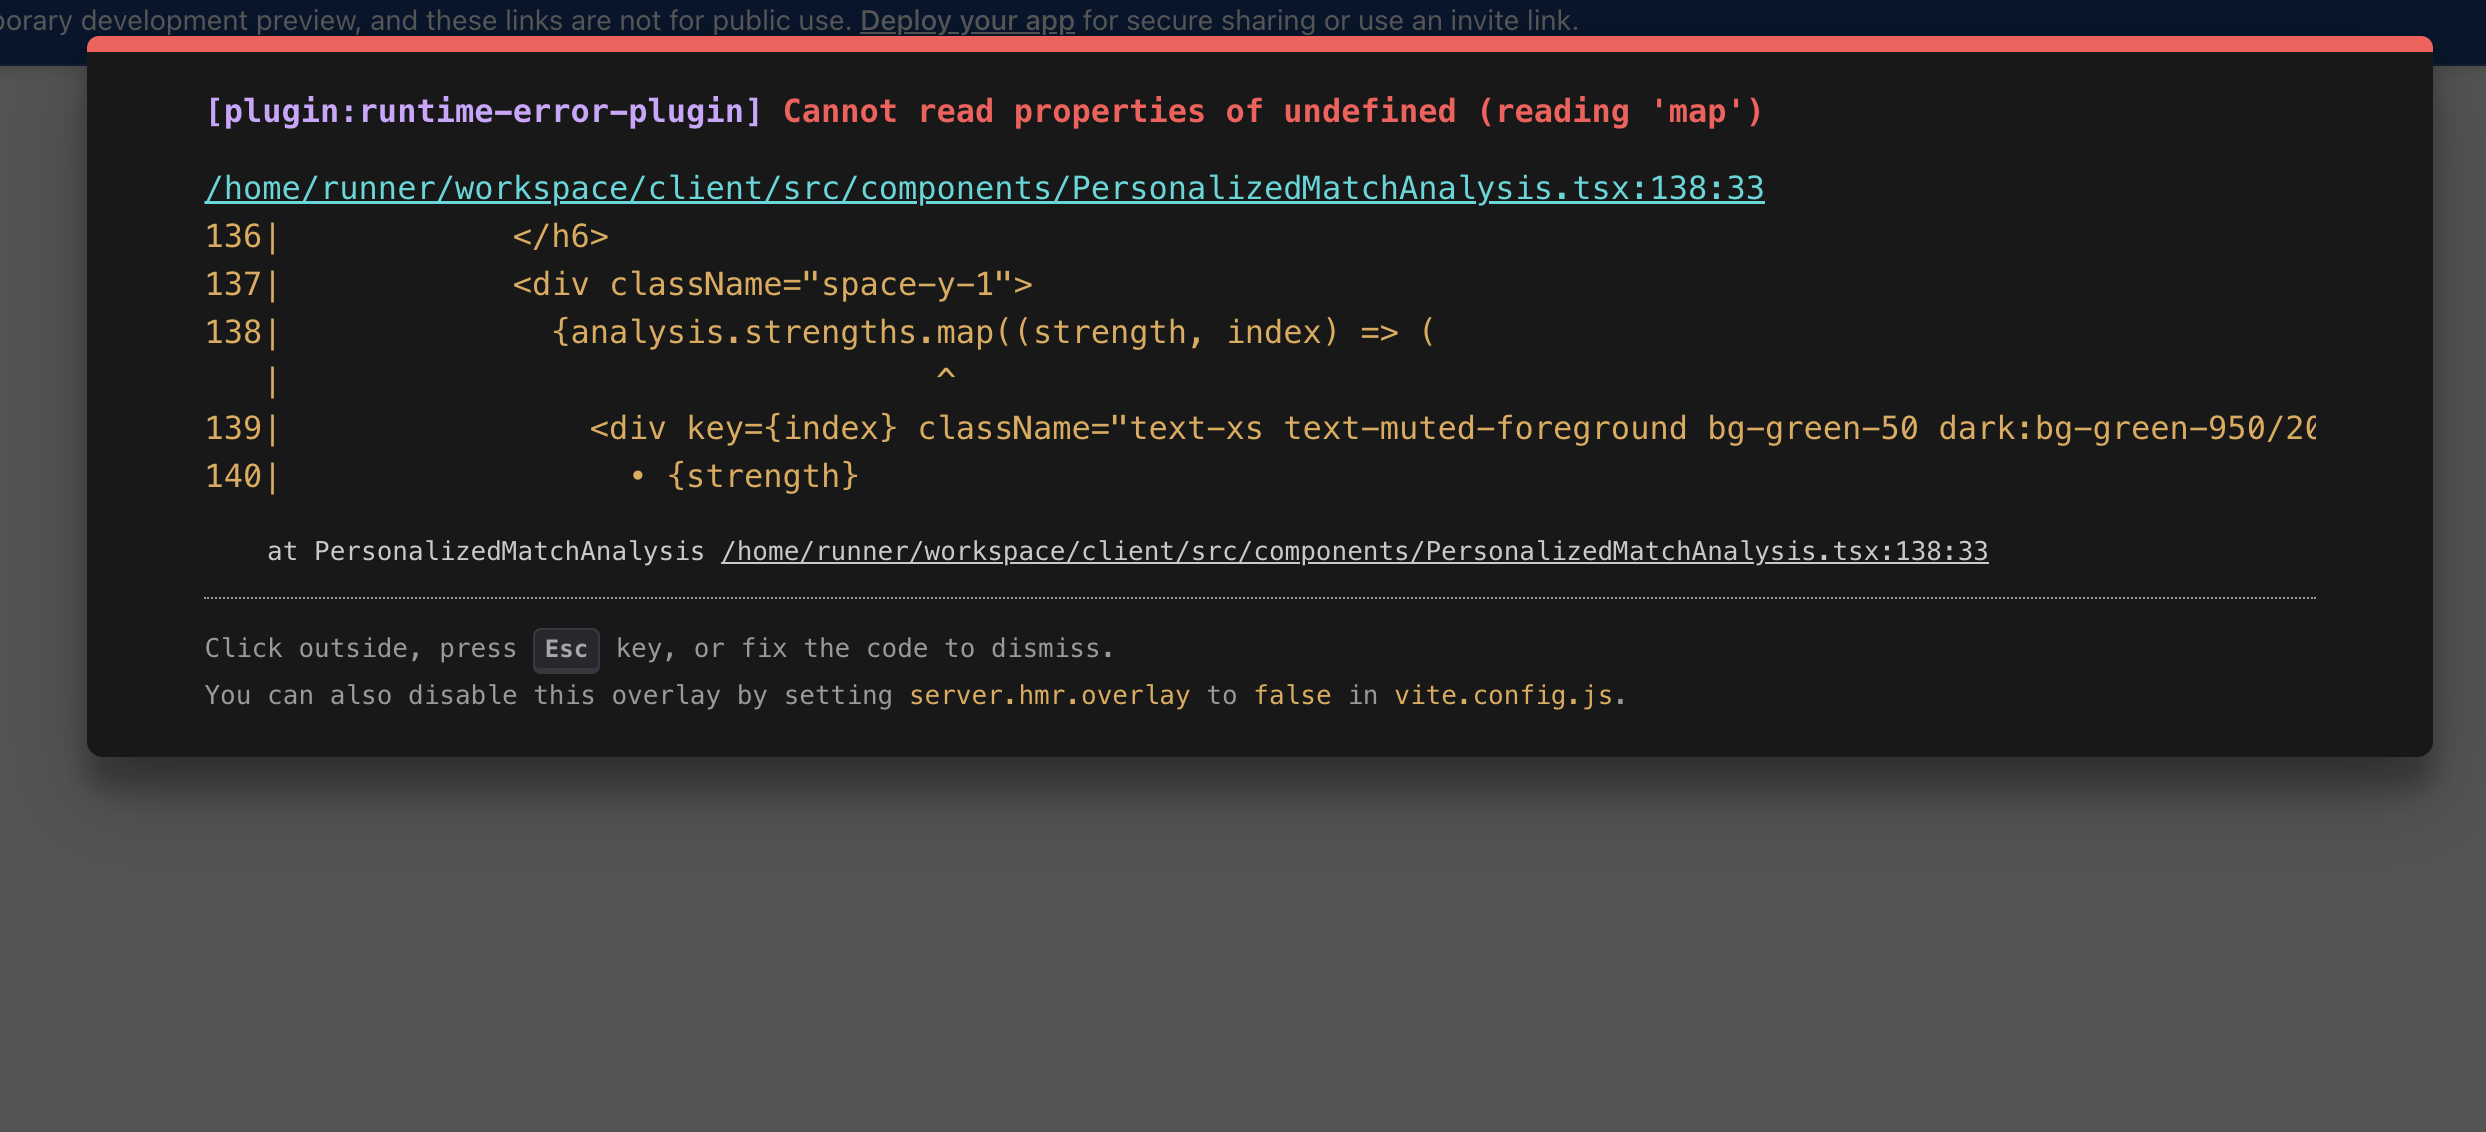 development preview, and these links are not for public use. Deploy your app for secure sharing or use an invite link.
[plugin:runtime-error-plugin] Cannot read properties of undefined (reading 'map')
/home/runner/workspace/client/src/components/PersonalizedMatchAnalysis.tsx:138:33
136|            </h6>
137|            <div className="space-y-1">
138|              {analysis.strengths.map((strength, index) => (
   |                                  ^
139|                <div key={index} className="text-xs text-muted-foreground bg-green-50 dark:bg-green-950/20
140|                  • {strength}
at PersonalizedMatchAnalysis /home/runner/workspace/client/src/components/PersonalizedMatchAnalysis.tsx:138:33
Click outside, press Esc key, or fix the code to dismiss.
You can also disable this overlay by setting server.hmr.overlay to false in vite.config.js.